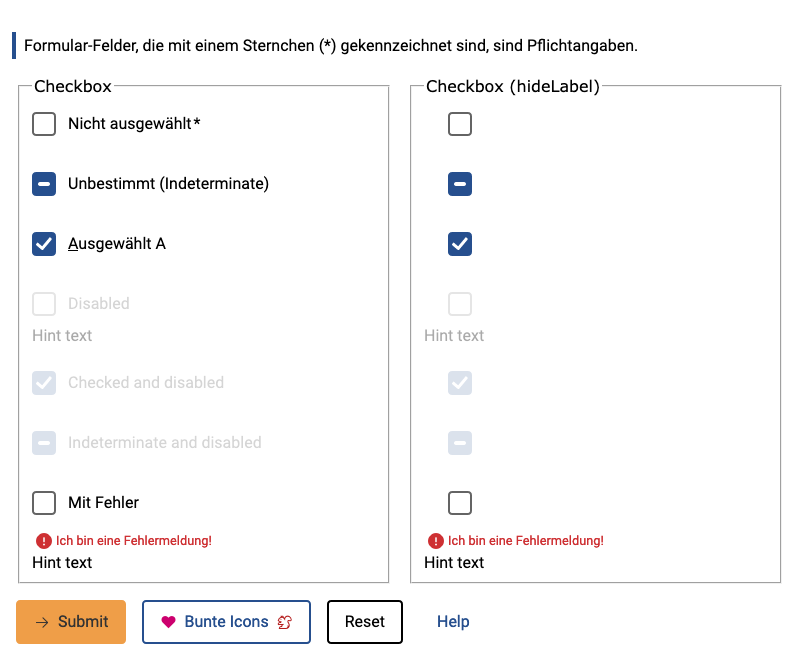 Formular-Felder, die mit einem Sternchen (*) gekennzeichnet sind, sind Pflichtangaben.
Checkbox
Nicht ausgewählt*
Unbestimmt (Indeterminate)
Ausgewählt A
Disabled
Hint text
Checked and disabled
Indeterminate and disabled
Mit Fehler
Ich bin eine Fehlermeldung!
Hint text
Checkbox (hideLabel)
Hint text
Ich bin eine Fehlermeldung!
Hint text
Submit
Bunte Icons
Reset
Help